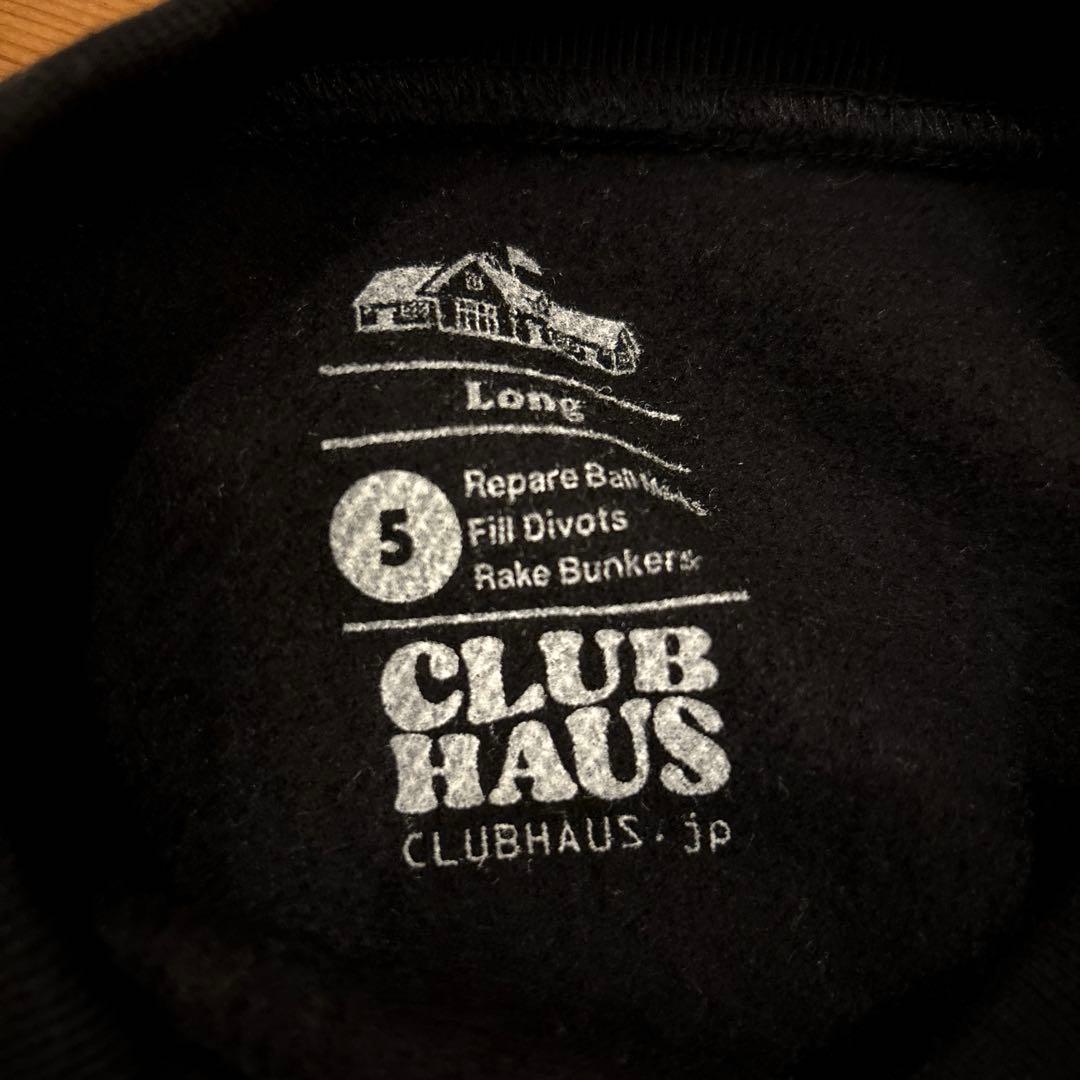 Long
5
Repare Ball Marks
Fill Divots
Rake Bunkers
CLUB
HAUS
CLUBHAUS.jp